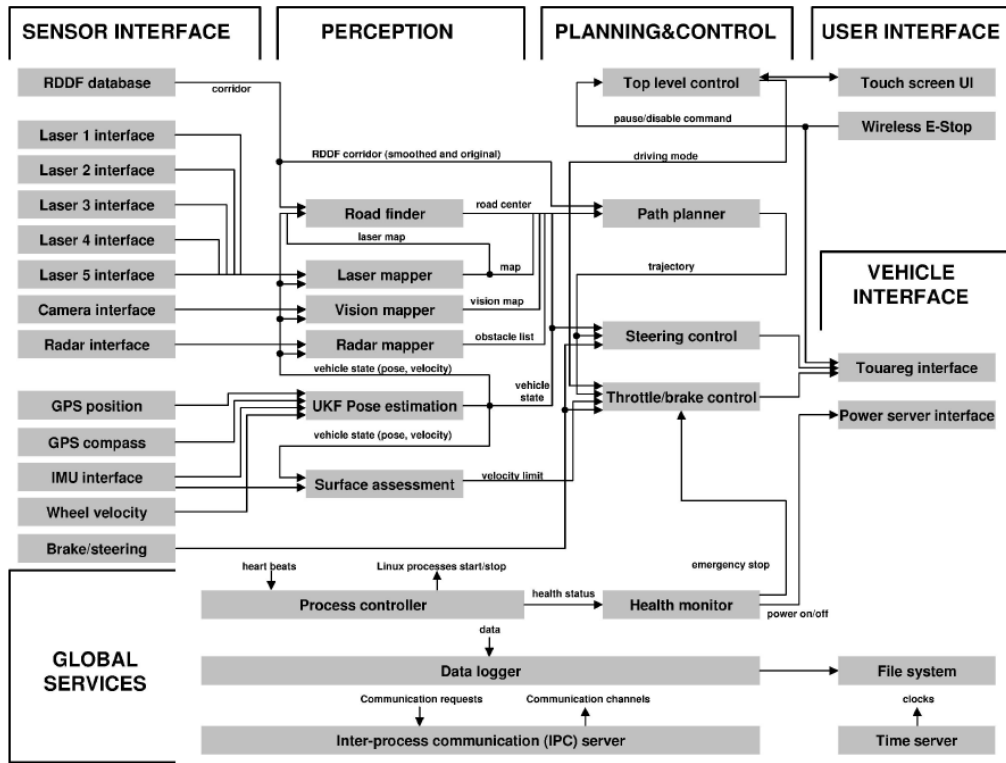 SENSOR INTERFACE
PERCEPTION
PLANNING&CONTROL
USER INTERFACE
RDDF database
corridor
Top level control
Touch screen UI
pause/disable command
Wireless E-Stop
Laser 1 interface
Laser 2 interface
RDDF corridor (smoothed and original)
driving mode
Laser 3 interface
Road finder
road center
Path planner
Laser 4 interface
laser map
Laser 5 interface
Laser mapper
map
trajectory
VEHICLE
INTERFACE
Camera interface
Vision mapper
vision map
Radar interface
Radar mapper
obstacle list
Steering control
vehicle state (pose, velocity)
vehicle
state
Touareg interface
GPS position
UKF Pose estimation
Throttle/brake control
Power server interface
GPS compass
vehicle state (pose, velocity)
IMU interface
Surface assessment
velocity limit
Wheel velocity
Brake/steering
heart beats
Linux processes start/stop
emergency stop
Process controller
health status
Health monitor
power on/off
GLOBAL
SERVICES
data
Data logger
File system
Communication requests
Communication channels
clocks
Inter-process communication (IPC) server
Time server